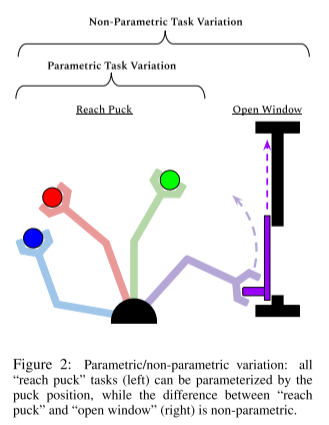 Non-Parametric Task Variation
Parametric Task Variation
Reach Puck
Open Window
Figure 2: Parametric/non-parametric variation: all
“reach puck” tasks (left) can be parameterized by the
puck position, while the difference between “reach
puck” and “open window” (right) is non-parametric.